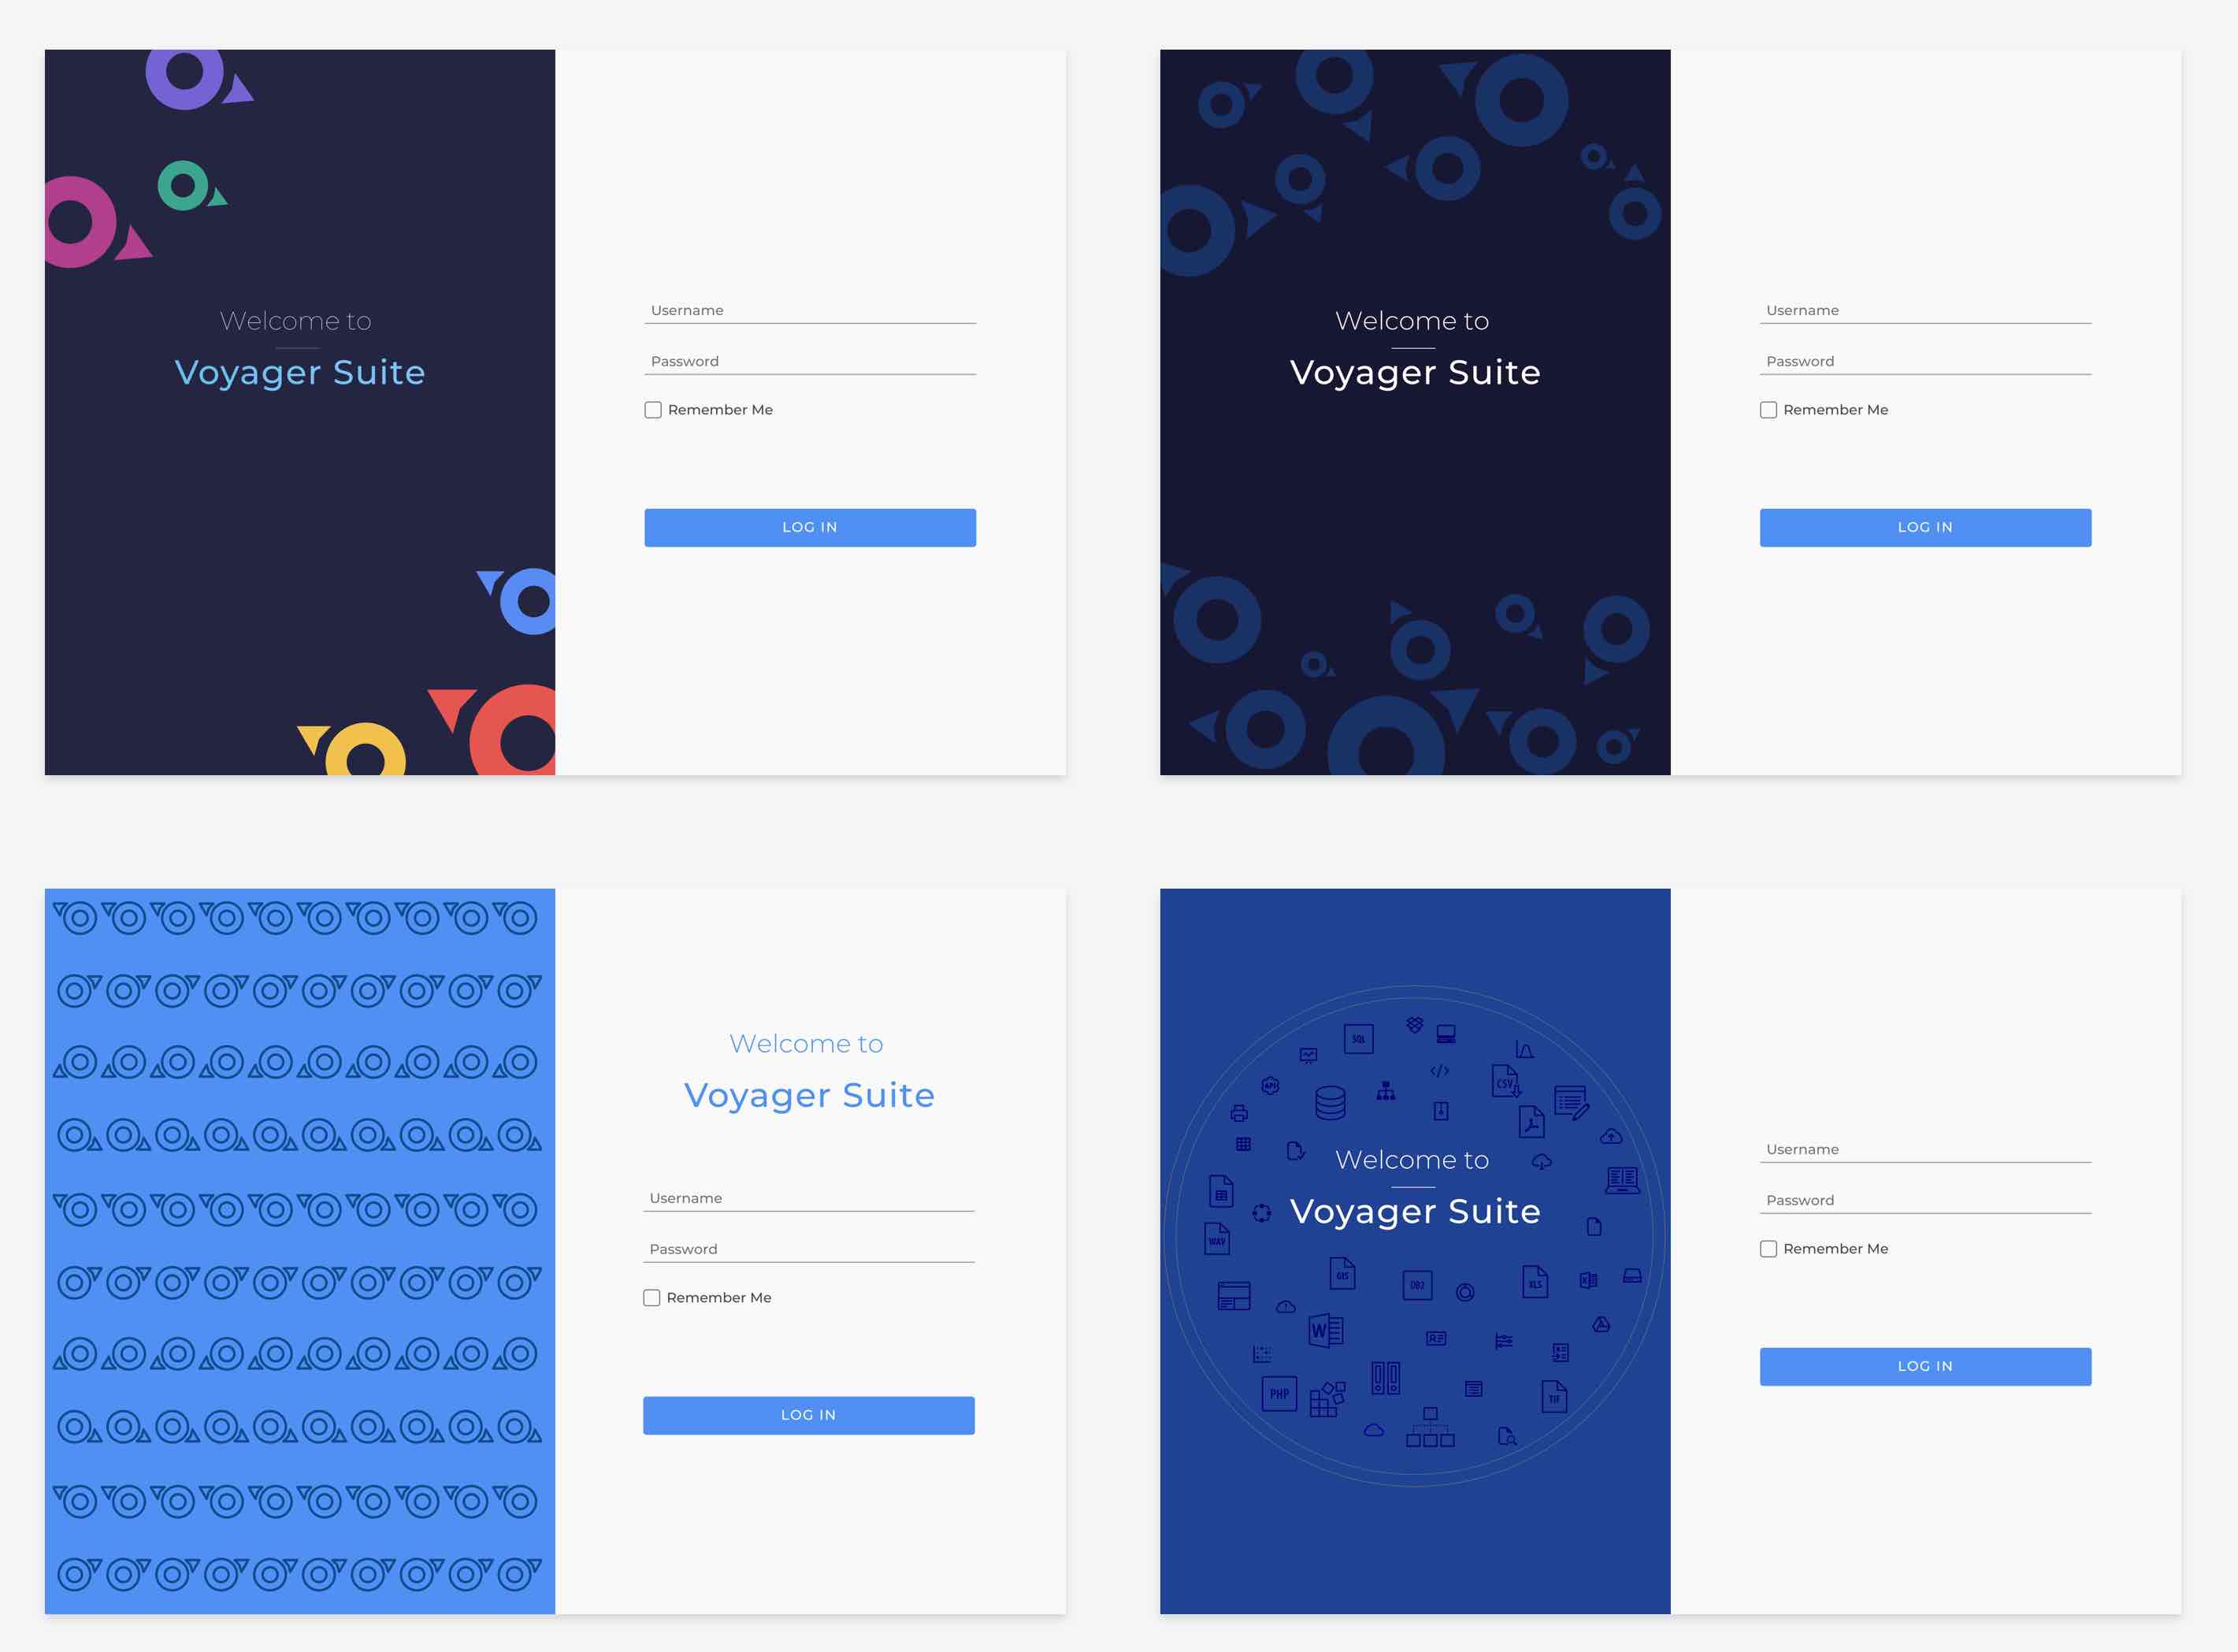 Welcome to
Voyager Suite
Username
Password
Remember Me
LOG IN
Welcome to
Voyager Suite
Username
Password
Remember Me
LOG IN
Welcome to
Voyager Suite
Username
Password
Remember Me
LOG IN
SQL
</>
CSV
API
Welcome to
Voyager Suite
WAV
GIS
DB2
XLS
X
W
PHP
TIF
Username
Password
Remember Me
LOG IN